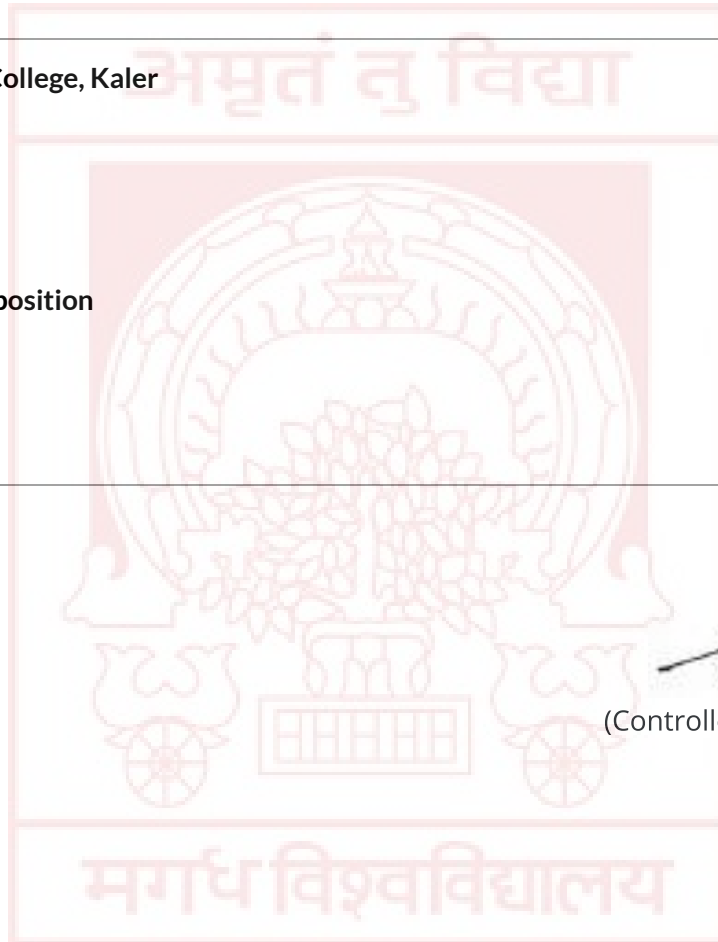 अमृतं तु विद्या
College, Kaler
position
(Controll
मगध विश्वविद्यालय